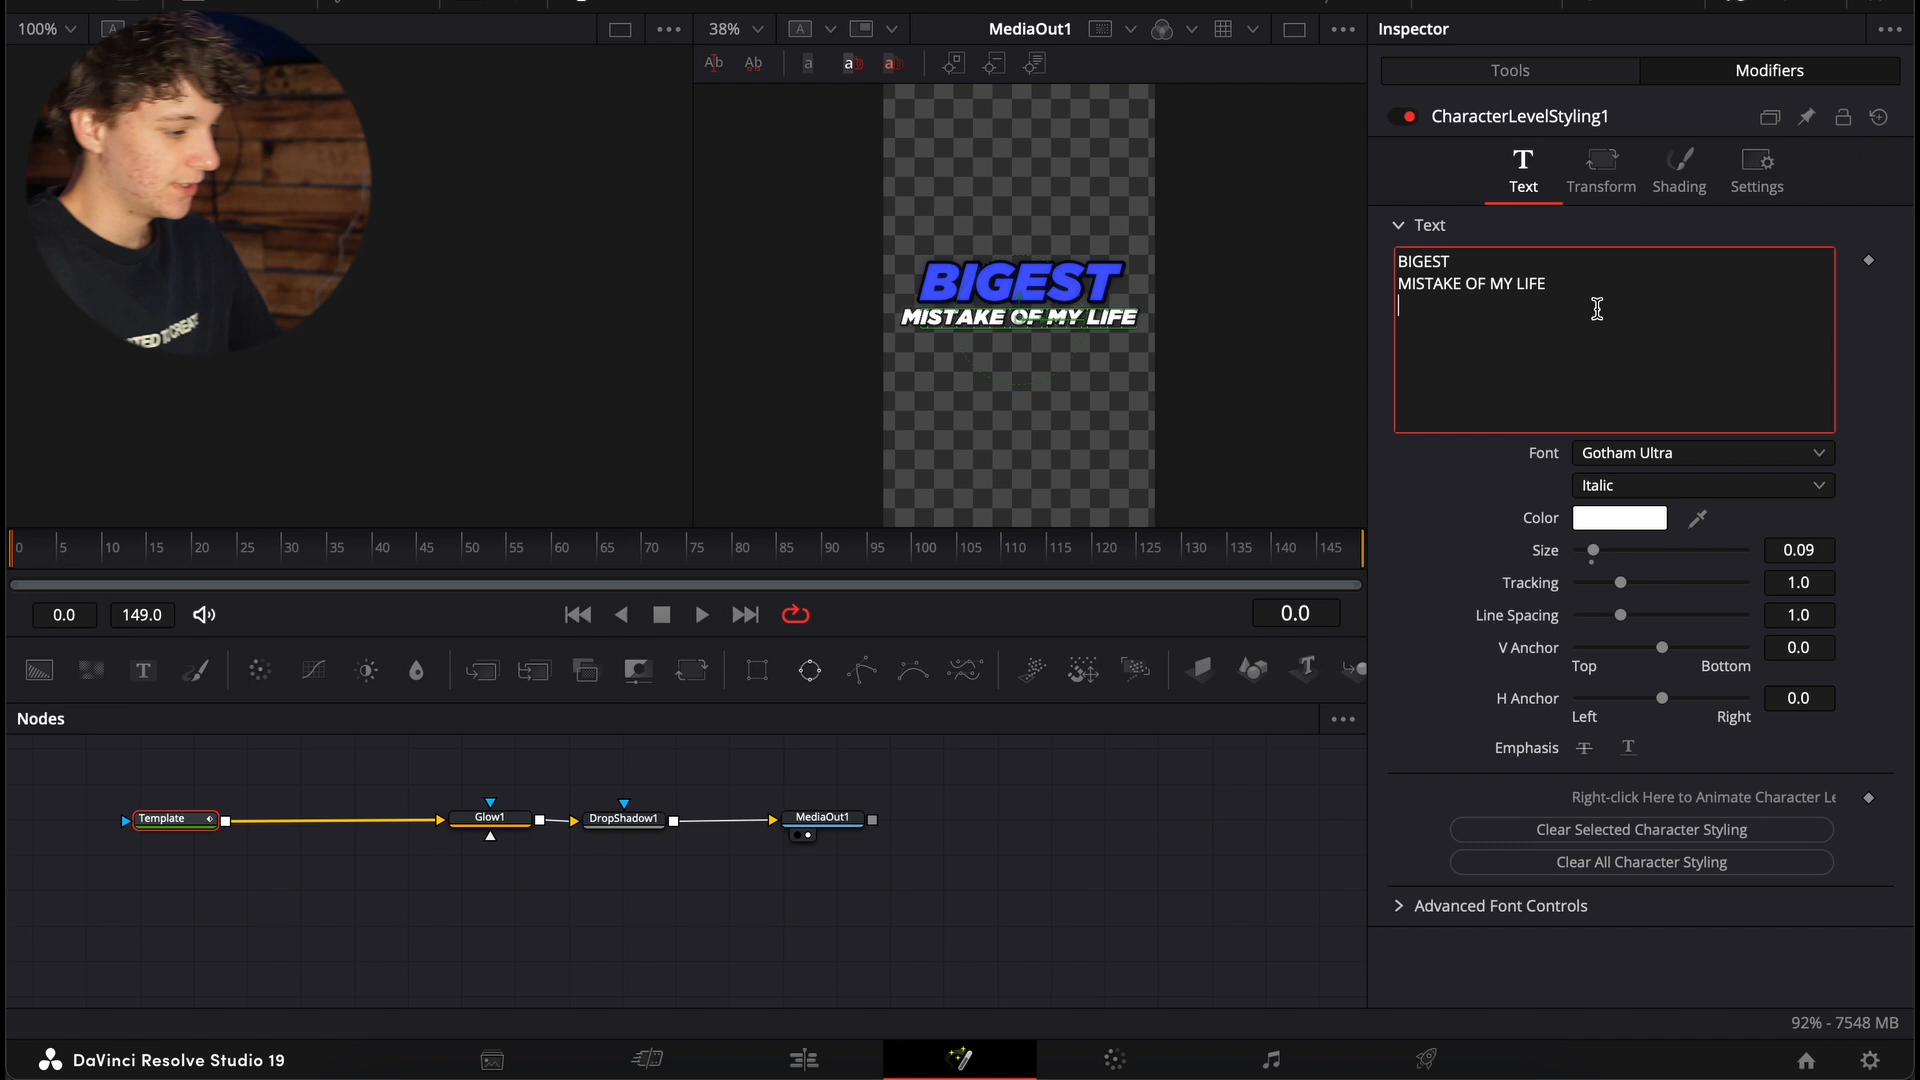 100%
38%
MediaOut1
Inspector
Tools
Modifiers
CharacterLevelStyling1
Text
Transform
Shading
Settings
Text
BIGEST
MISTAKE OF MY LIFE
BIGEST
MISTAKE OF MY LIFE
Font
Gotham Ultra
Italic
Color
Size
0.09
Tracking
1.0
Line Spacing
1.0
V Anchor
0.0
Top
Bottom
H Anchor
0.0
Left
Right
Emphasis
Right-click Here to Animate Character Le
Clear Selected Character Styling
Clear All Character Styling
Advanced Font Controls
0 5 10 15 20 25 30 35 40 45 50 55 60 65 70 75 80 85 90 95 100 105 110 115 120 125 130 135 140 145
0.0
149.0
0.0
Nodes
Template
Glow1
DropShadow1
MediaOut1
92% - 7548 MB
DaVinci Resolve Studio 19